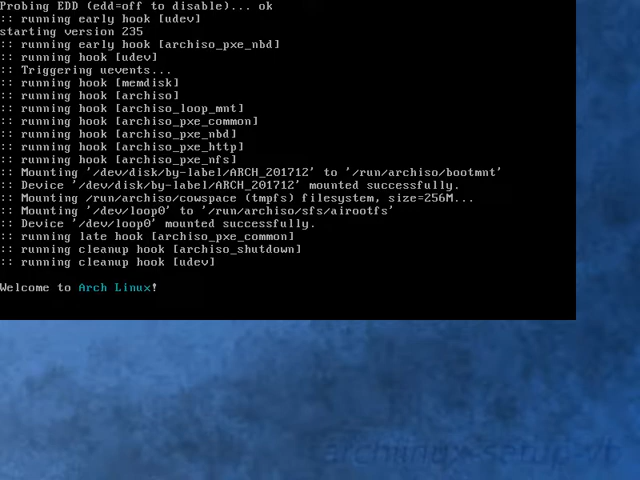 Probing EDD (edd=off to disable)... ok
:: running early hook [udev]
starting version 235
:: running early hook [archiso_pxe_nbd]
:: running hook [udev]
:: Triggering uevents...
:: running hook [memdisk]
:: running hook [archiso]
:: running hook [archiso_loop_mnt]
:: running hook [archiso_pxe_common]
:: running hook [archiso_pxe_nbd]
:: running hook [archiso_pxe_http]
:: running hook [archiso_pxe_nfs]
:: Mounting '/dev/disk/by-label/ARCH_201712' to '/run/archiso/bootmnt'
:: Device '/dev/disk/by-label/ARCH_201712' mounted successfully.
:: Mounting /run/archiso/cowspace (tmpfs) filesystem, size=256M...
:: Mounting '/dev/loop0' to '/run/archiso/sfs/airootfs'
:: Device '/dev/loop0' mounted successfully.
:: running late hook [archiso_pxe_common]
:: running cleanup hook [archiso_shutdown]
:: running cleanup hook [udev]
Welcome to Arch Linux!
archlinux-setup-vb